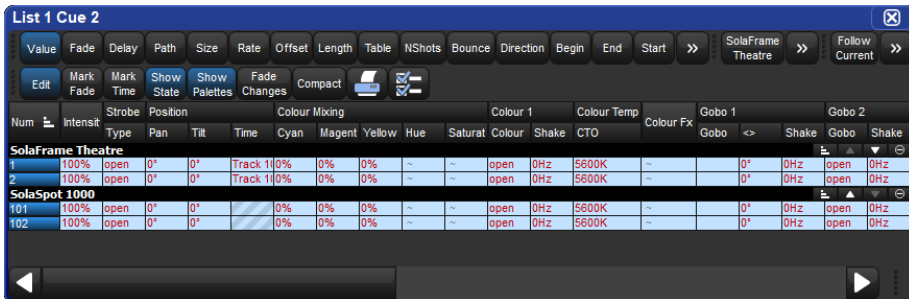 List 1 Cue 2
Value Fade Delay Path Size Rate Offset Length Table NShots Bounce Direction Begin End Start » SolaFrame Theatre » Follow Current »
Edit Mark Fade Mark Time Show State Show Palettes Fade Changes Compact
Num Intensit Strobe Position Colour Mixing Colour 1 Colour Temp Colour Fx Gobo 1 Gobo 2
Type Pan Tilt Time Cyan Magent Yellow Hue Saturat Colour Shake CTO Gobo <> Shake Gobo Shake
SolaFrame Theatre
1 100% open 0° 0° Track 10 0% 0% 0% ~ ~ open 0Hz 5600K ~ 0° 0Hz open 0Hz
2 100% open 0° 0° Track 10 0% 0% 0% ~ ~ open 0Hz 5600K ~ 0° 0Hz open 0Hz
SolaSpot 1000
101 100% open 0° 0° 0% 0% 0% ~ ~ open 0Hz 5600K ~ 0° 0Hz open 0Hz
102 100% open 0° 0° 0% 0% 0% ~ ~ open 0Hz 5600K ~ 0° 0Hz open 0Hz